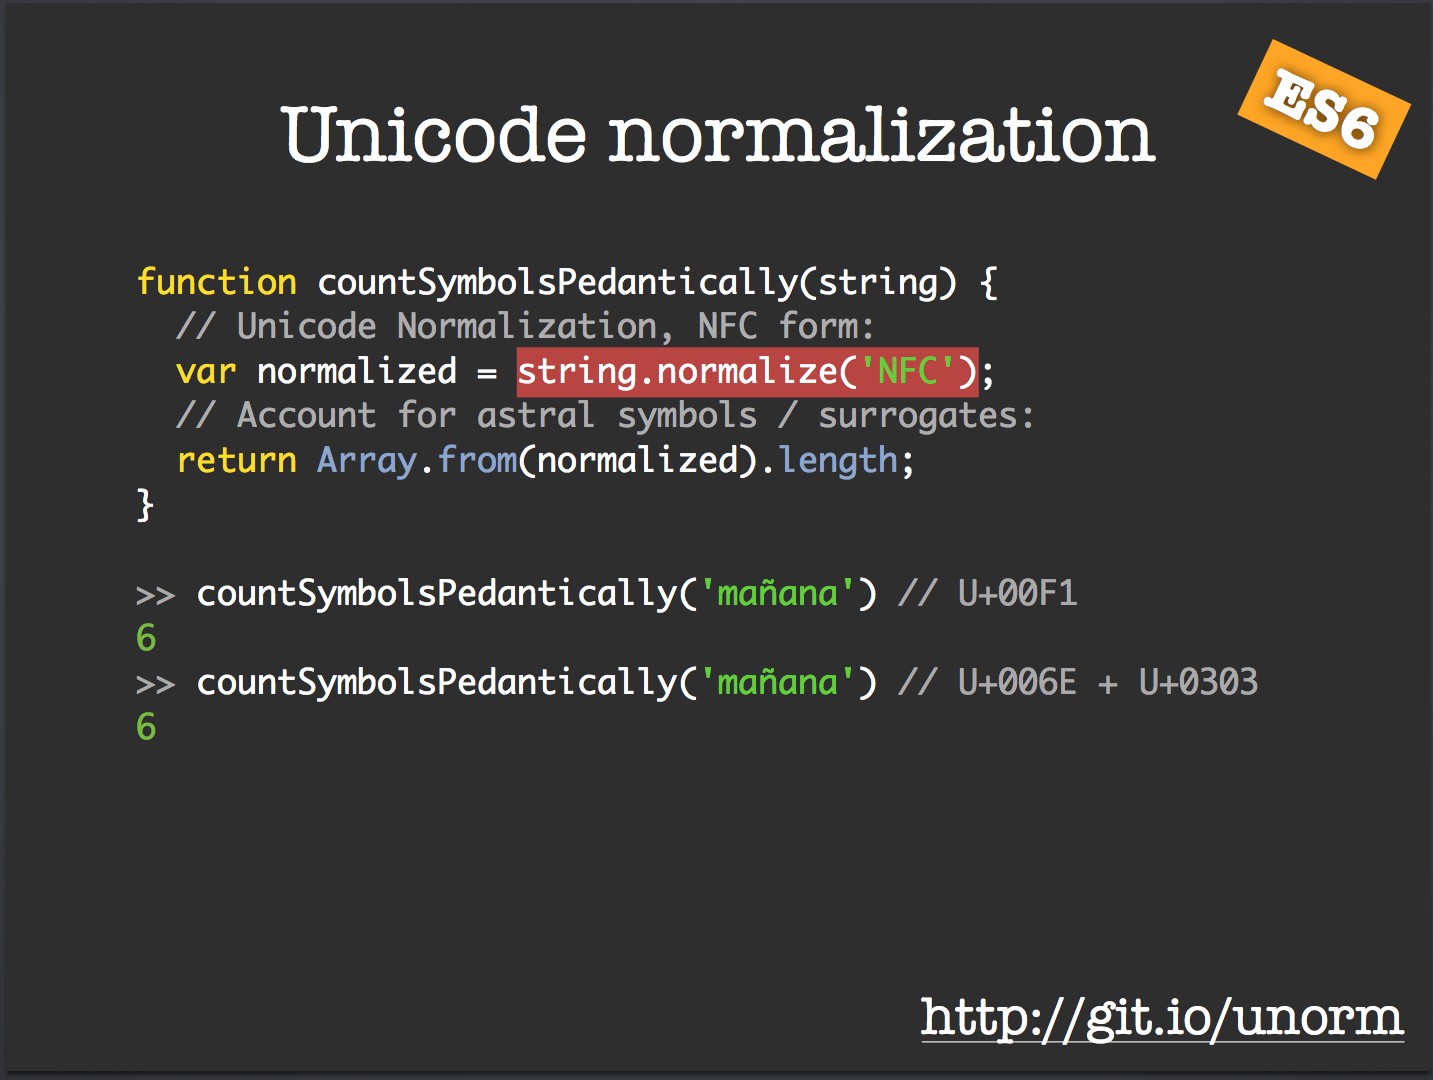 ES6
Unicode normalization
function countSymbolsPedantically(string) {
  // Unicode Normalization, NFC form:
  var normalized = string.normalize('NFC');
  // Account for astral symbols / surrogates:
  return Array.from(normalized).length;
}
>> countSymbolsPedantically('mañana') // U+00F1
6
>> countSymbolsPedantically('mañana') // U+006E + U+0303
6
http://git.io/unorm